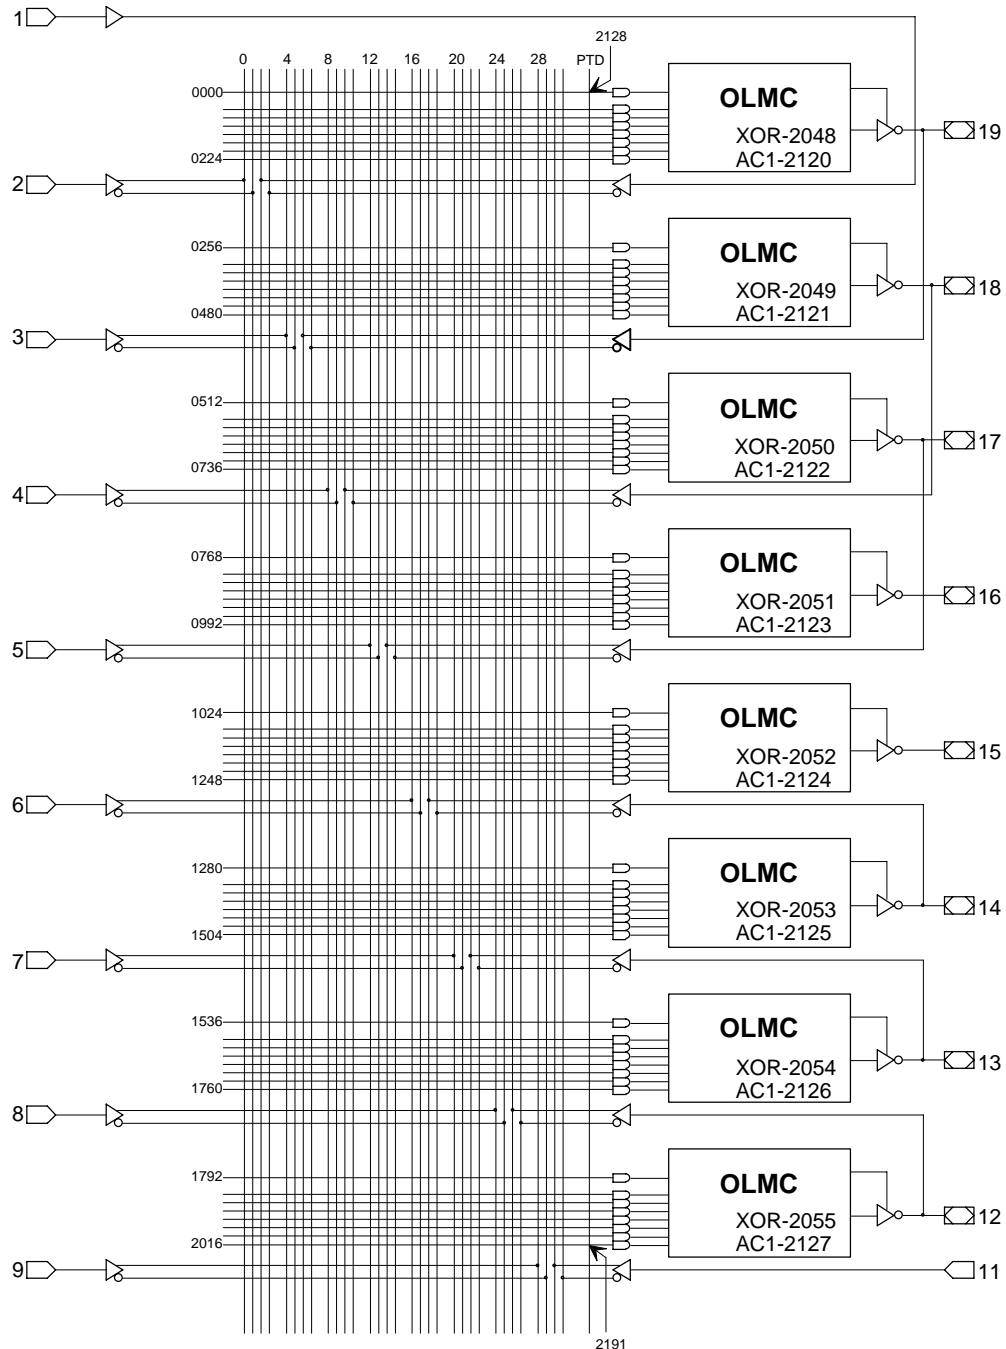 1
2128
0 4 8 12 16 20 24 28 PTD
0000
OLMC
XOR-2048
AC1-2120
19
0224
2
0256
OLMC
XOR-2049
AC1-2121
18
0480
3
0512
OLMC
XOR-2050
AC1-2122
17
0736
4
0768
OLMC
XOR-2051
AC1-2123
16
0992
5
1024
OLMC
XOR-2052
AC1-2124
15
1248
6
1280
OLMC
XOR-2053
AC1-2125
14
1504
7
1536
OLMC
XOR-2054
AC1-2126
13
1760
8
1792
OLMC
XOR-2055
AC1-2127
12
2016
9
11
2191